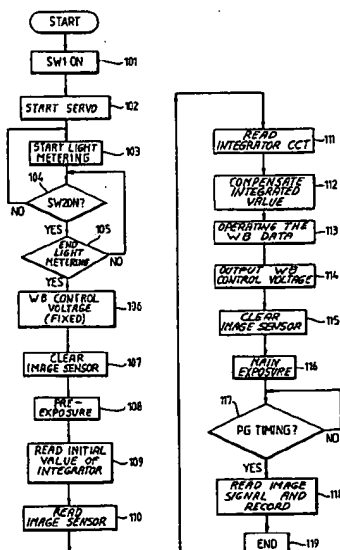 START
SW1 ON
101
START SERVO
102
START LIGHT
METERING
103
104
SW2 ON?
NO
YES
105
END
LIGHT
METERING
NO
YES
WB CONTROL
VOLTAGE
(FIXED)
106
CLEAR
IMAGE SENSOR
107
PRE-
EXPOSURE
108
READ INITIAL
VALUE OF
INTEGRATOR
109
READ
IMAGE SENSOR
110
READ
INTEGRATOR CCT
111
COMPENSATE
INTEGRATED
VALUE
112
OPERATING THE
WB DATA
113
OUTPUT WB
CONTROL VOLTAGE
114
CLEAR
IMAGE SENSOR
115
MAIN
EXPOSURE
116
117
PG TIMING?
NO
YES
READ IMAGE
SIGNAL AND
RECORD
118
END
119